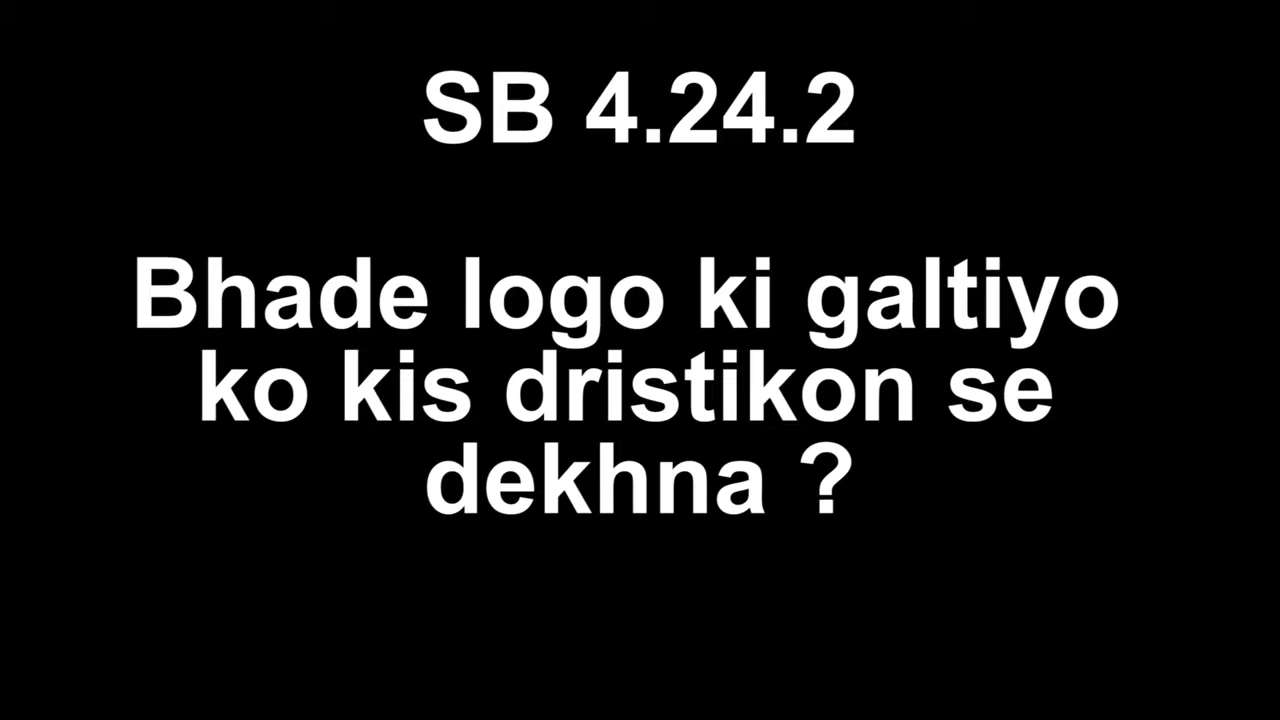 SB 4.24.2
Bhade logo ki galtiyo
ko kis dristikon se
dekhna ?